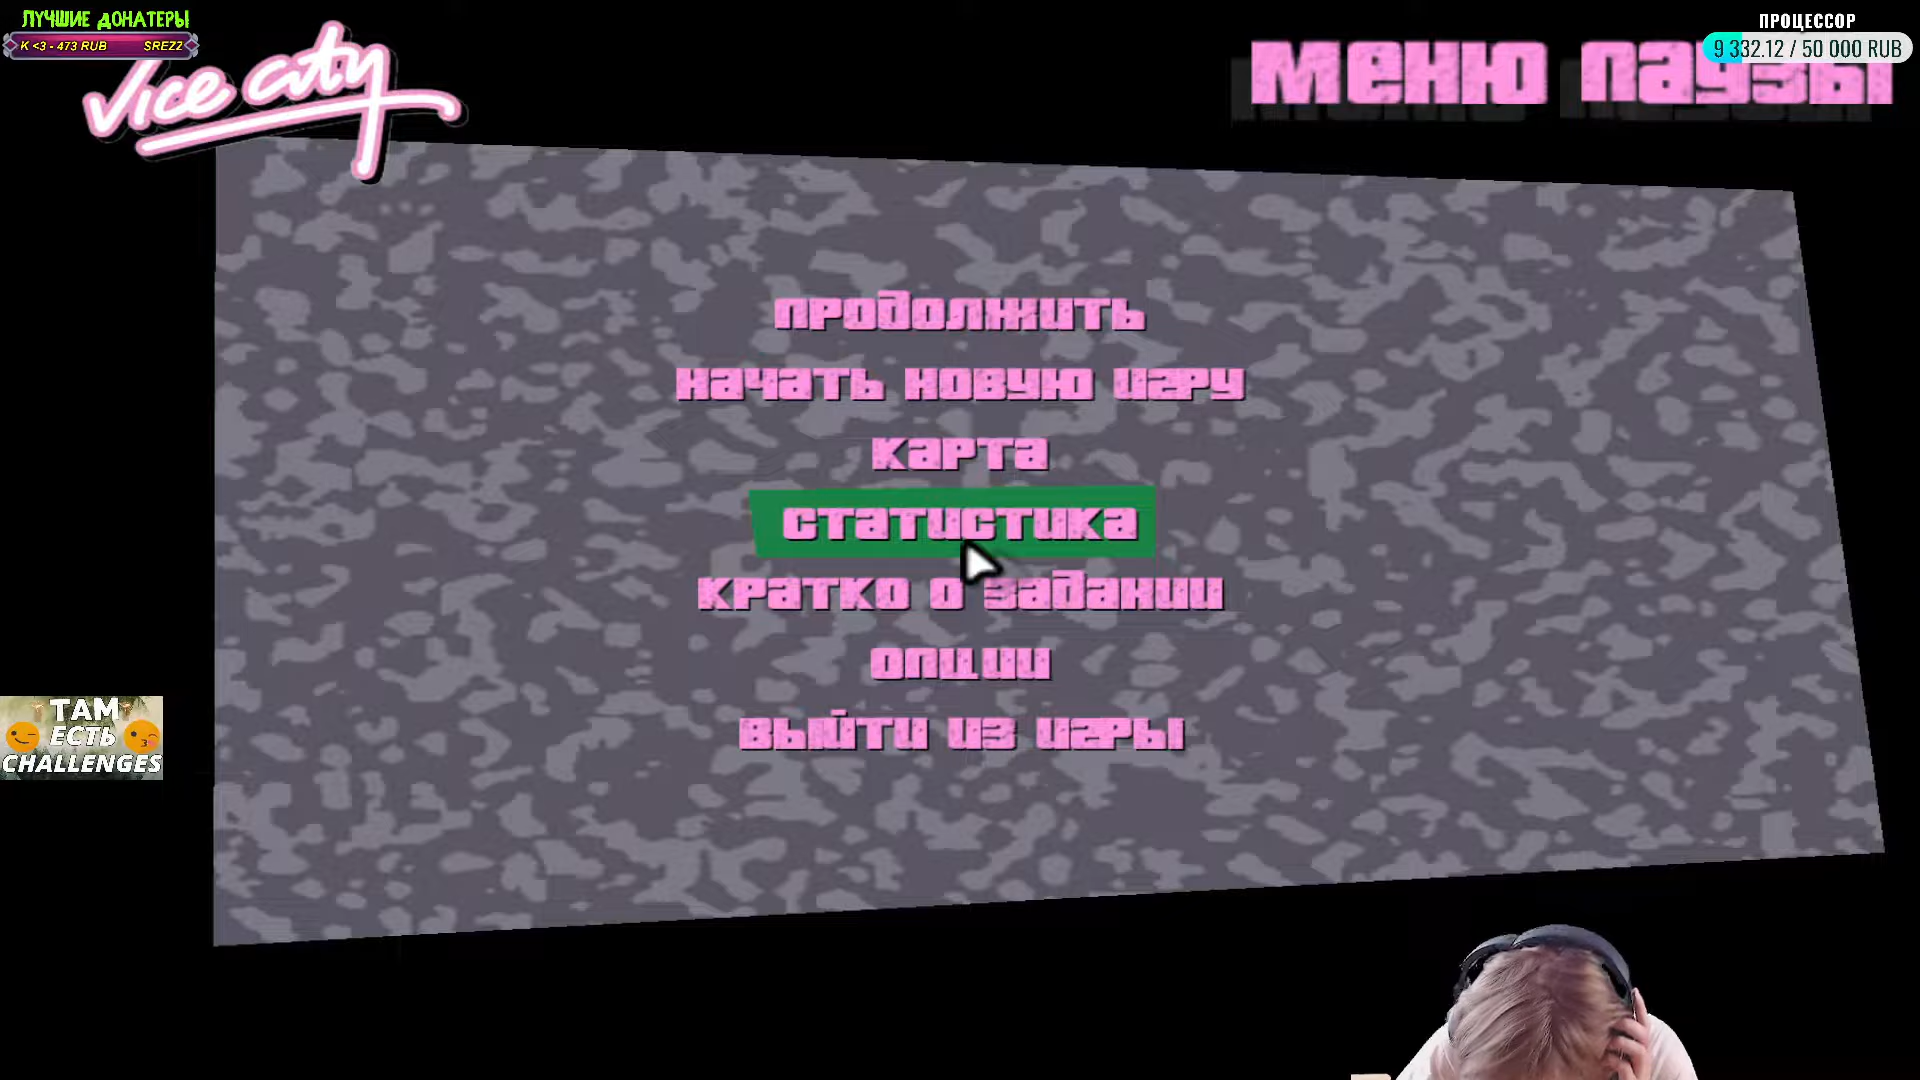 ЛУЧШИЕ ДОНАТЕРЫ
K <3 - 473 RUB SREZZ
vice city
ПРОЦЕССОР
9 332.12 / 50 000 RUB
меню паузы
продолжить
начать новую игру
карта
статистика
кратко о задании
опции
выйти из игры
ТАМ
ЕСТЬ
CHALLENGES